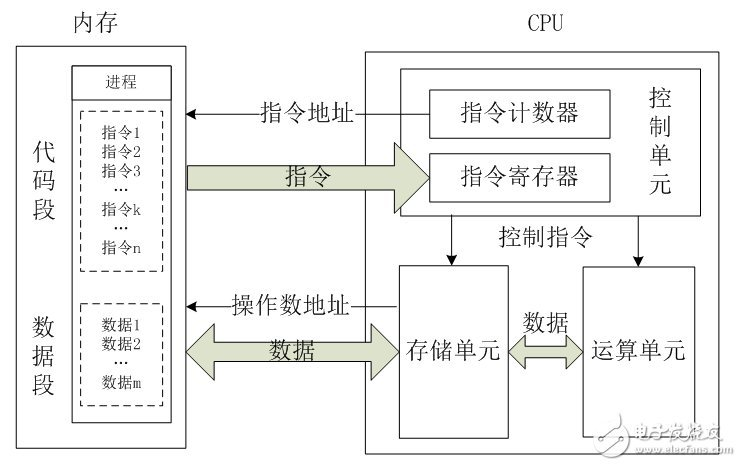 内存
CPU
进程
代码段
指令1
指令2
指令3
...
指令k
...
指令n
数据段
数据1
数据2
...
数据m
指令地址
指令
操作数地址
数据
控制单元
指令计数器
指令寄存器
控制指令
存储单元
数据
运算单元
电子发烧友
www.elecfans.com